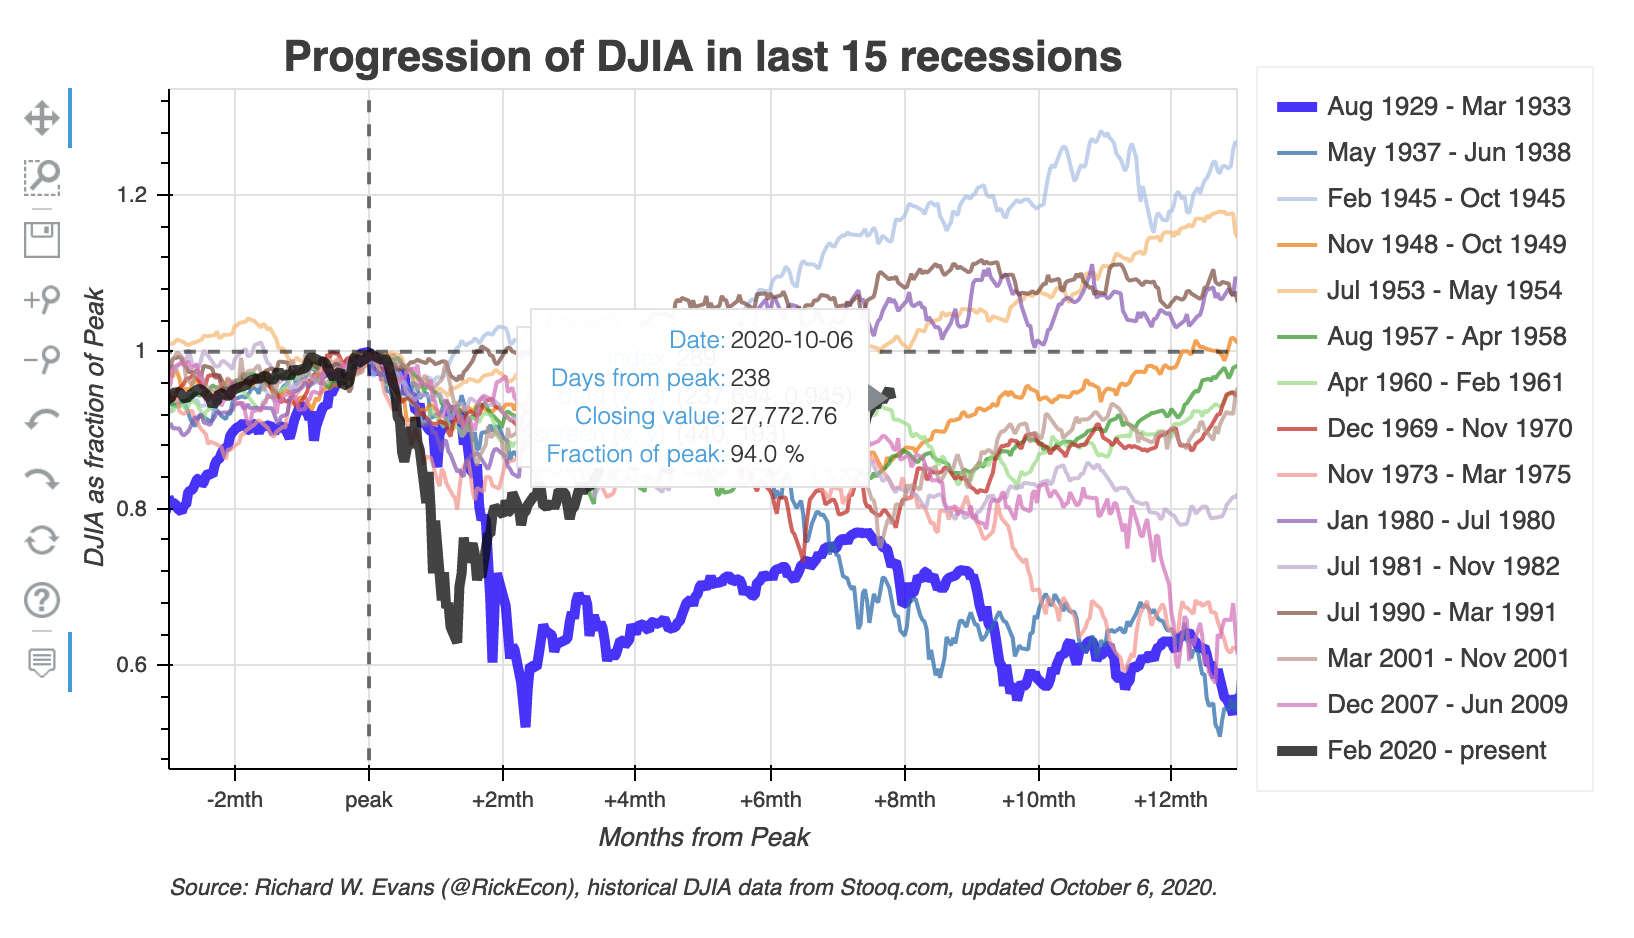 Progression of DJIA in last 15 recessions
DJIA as fraction of Peak
1.2
1
0.8
0.6
Date: 2020-10-06
Days from peak: 238
Closing value: 27,772.76
Fraction of peak: 94.0 %
index: 289
screen (x, y): (440, 193)
-2mth peak +2mth +4mth +6mth +8mth +10mth +12mth
Months from Peak
Source: Richard W. Evans (@RickEcon), historical DJIA data from Stooq.com, updated October 6, 2020.
Aug 1929 - Mar 1933
May 1937 - Jun 1938
Feb 1945 - Oct 1945
Nov 1948 - Oct 1949
Jul 1953 - May 1954
Aug 1957 - Apr 1958
Apr 1960 - Feb 1961
Dec 1969 - Nov 1970
Nov 1973 - Mar 1975
Jan 1980 - Jul 1980
Jul 1981 - Nov 1982
Jul 1990 - Mar 1991
Mar 2001 - Nov 2001
Dec 2007 - Jun 2009
Feb 2020 - present